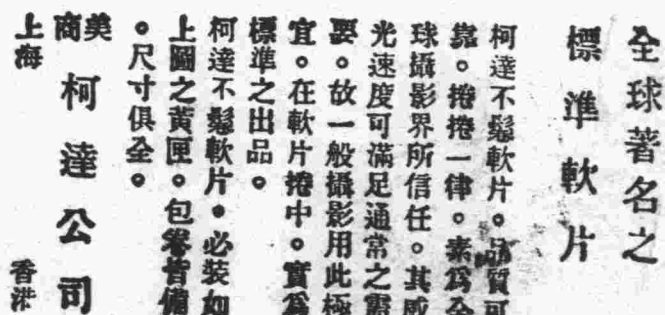 全球著名之
標準軟片
柯達不鬆軟片。品質可
靠。捲捲一律。素爲全
球攝影界所信任。其感
光速度可滿足通常之需
要。故一般攝影用此極
宜。在軟片捲中。實爲
標準之出品。
柯達不鬆軟片。必裝如
上圖之黃匣。包裝皆備
。尺寸俱全。
美商
柯達公司
上海
香港